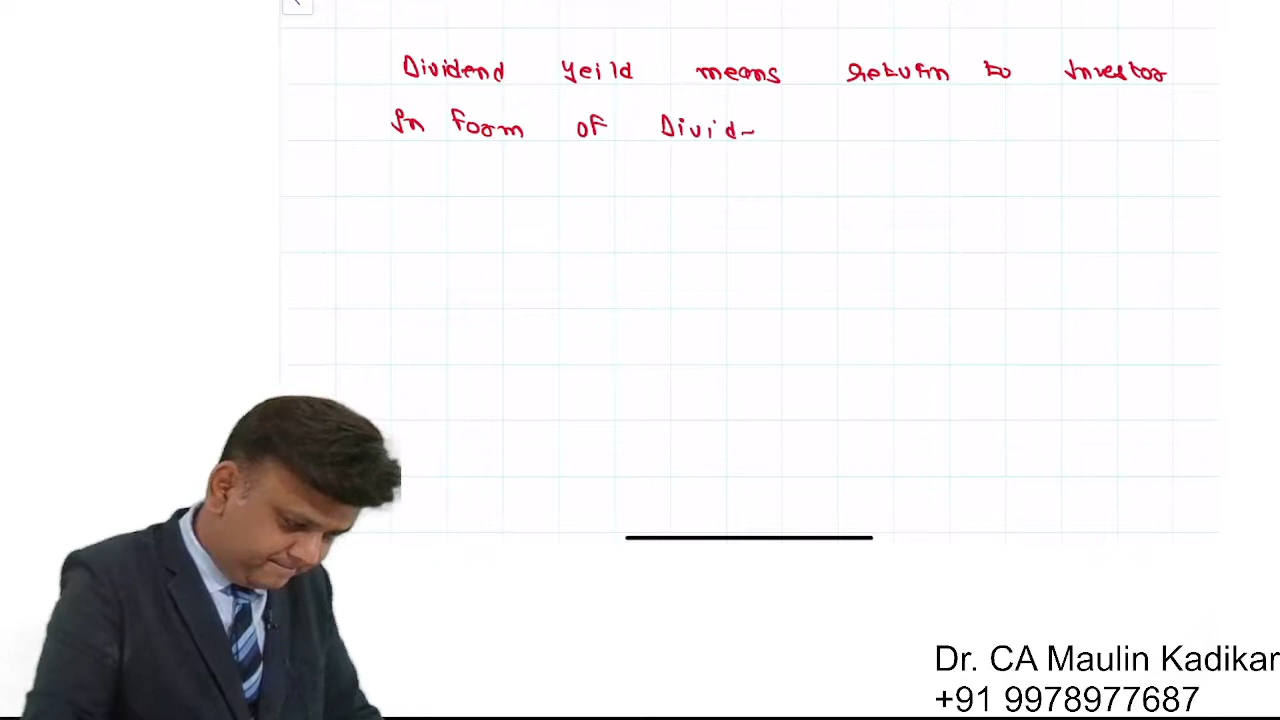 Dividend Yeild means Return to Investor
In Form of Divid
Dr. CA Maulin Kadikar
+91 9978977687